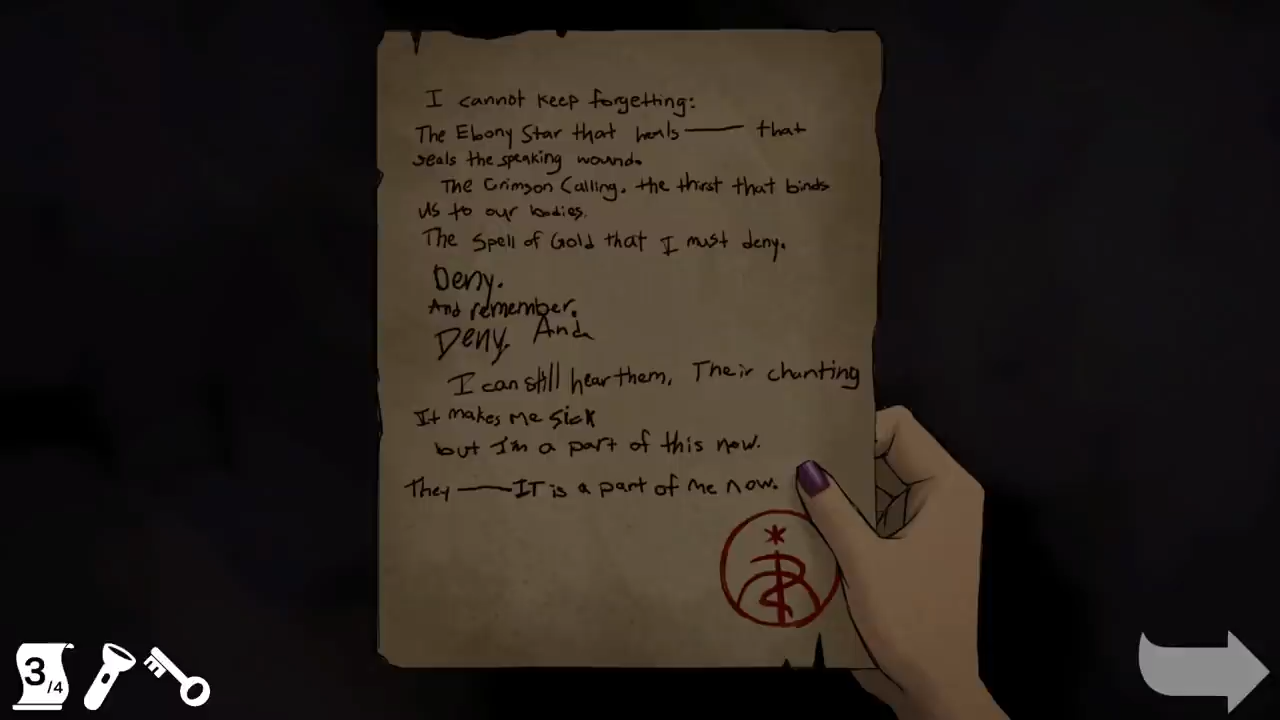 I cannot keep forgetting:
The Ebony Star that heals —— that
seals the speaking wound.
The Crimson Calling. the thirst that binds
us to our bodies.
The Spell of Gold that I must deny.
Deny.
And remember.
Deny. And
I can still hear them. Their chanting
It makes me sick
but I'm a part of this now.
They —— IT is a part of me now.
3/4